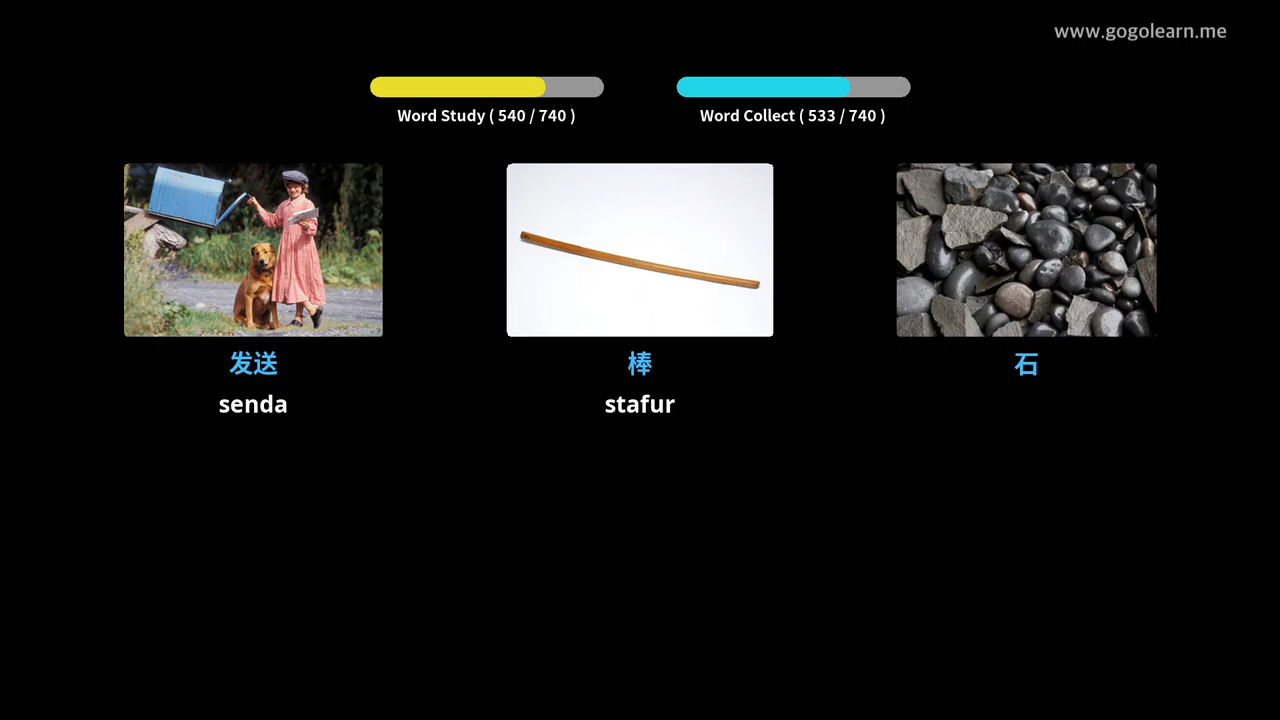 www.gogolearn.me
Word Study ( 540 / 740 )
Word Collect ( 533 / 740 )
发送
棒
石
senda
stafur